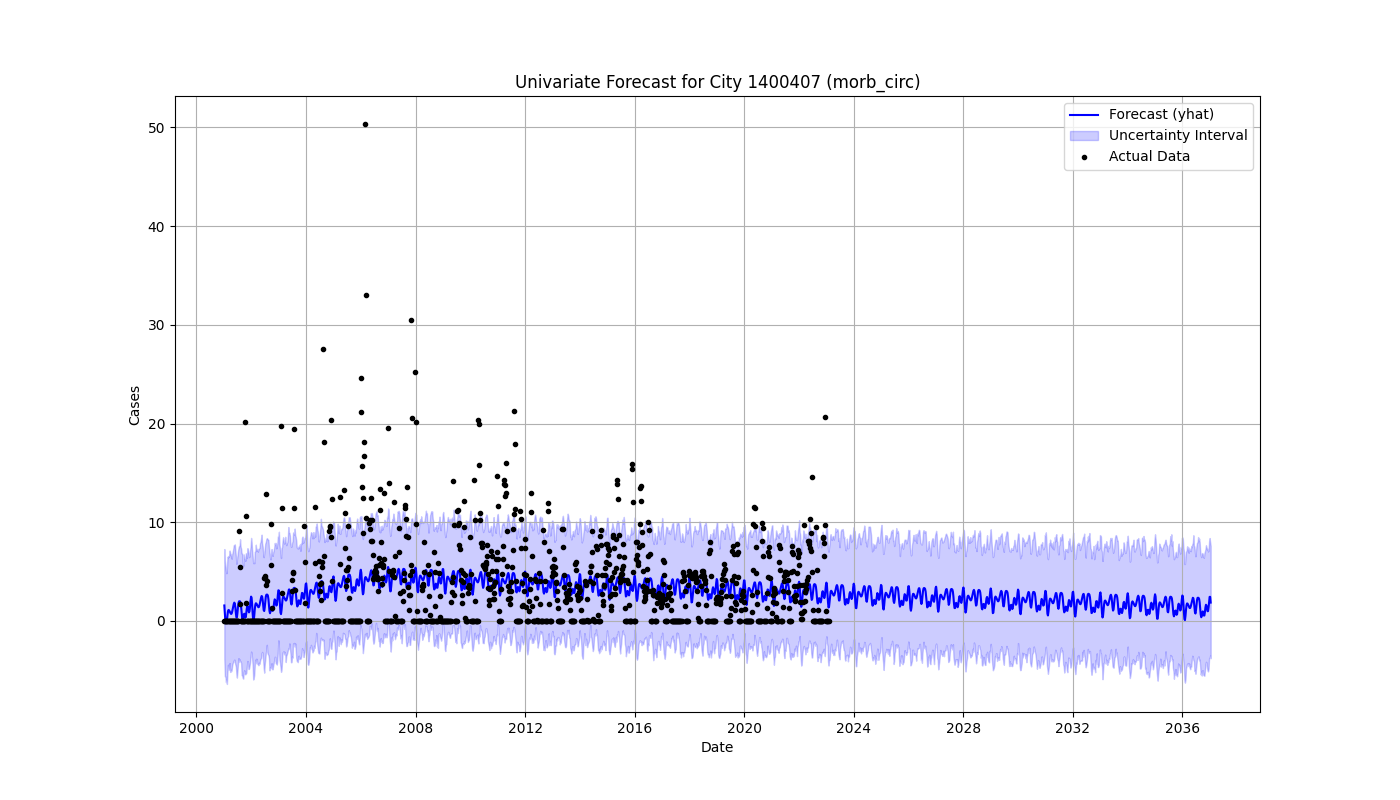 Univariate Forecast for City 1400407 (morb_circ)
Forecast (yhat)
Uncertainty Interval
Actual Data
Cases
50
40
30
20
10
0
2000 2004 2008 2012 2016 2020 2024 2028 2032 2036
Date